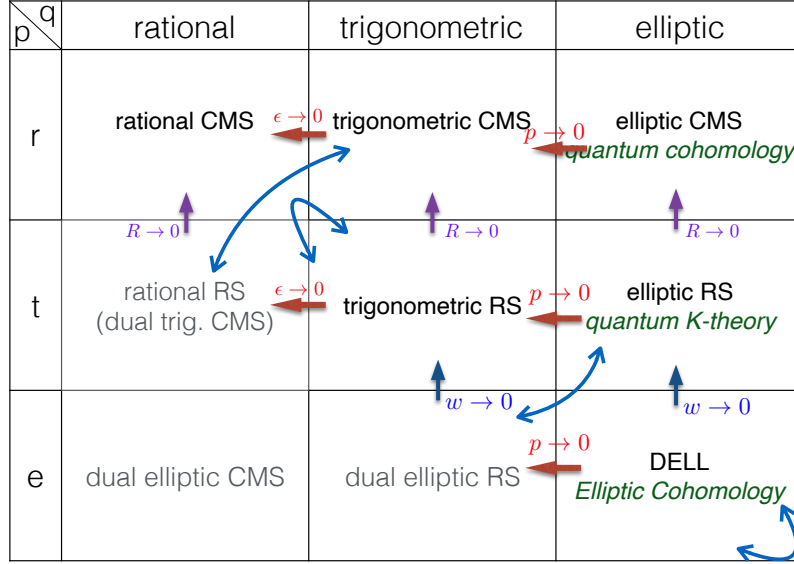 p q rational trigonometric elliptic
r
rational CMS
ϵ → 0
trigonometric CMS
p → 0
elliptic CMS
quantum cohomology
R → 0
R → 0
R → 0
t
rational RS
(dual trig. CMS)
ϵ → 0
trigonometric RS
p → 0
elliptic RS
quantum K-theory
w → 0
w → 0
e
dual elliptic CMS
dual elliptic RS
p → 0
DELL
Elliptic Cohomology